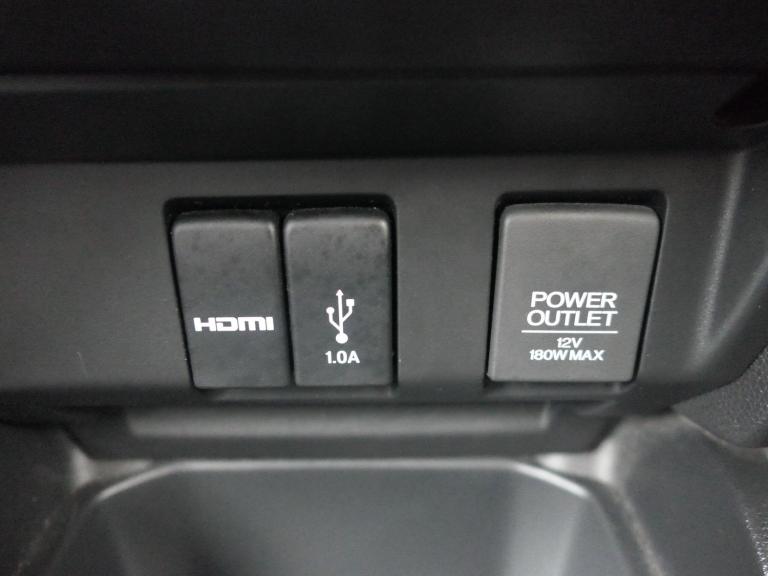 HDMI
1.0A
POWER
OUTLET
12V
180W MAX